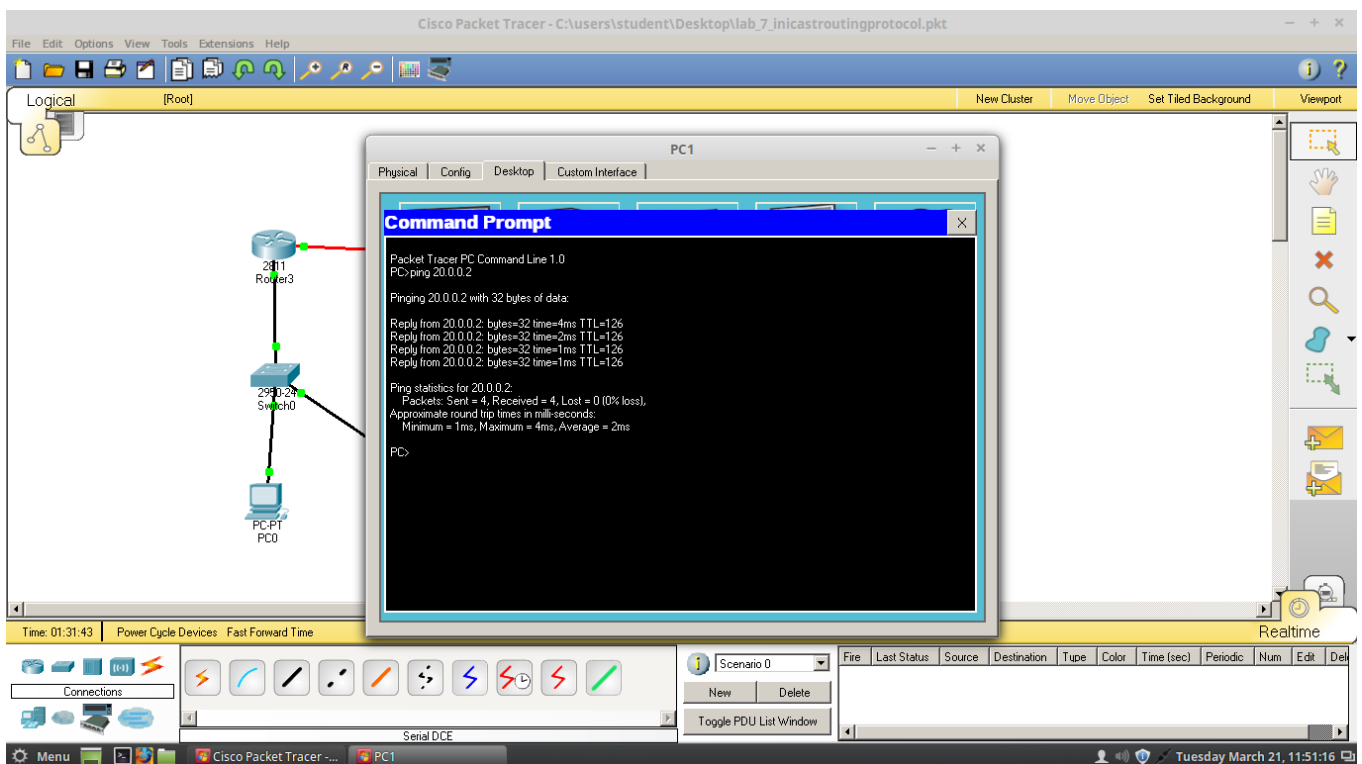 Cisco Packet Tracer - C:\users\student\Desktop\lab_7_inicastroutingprotocol.pkt
File Edit Options View Tools Extensions Help
Logical [Root] New Cluster Move Object Set Tiled Background Viewport
PC1
Physical Config Desktop Custom Interface
Command Prompt
Packet Tracer PC Command Line 1.0
PC>ping 20.0.0.2
Pinging 20.0.0.2 with 32 bytes of data:
Reply from 20.0.0.2: bytes=32 time=4ms TTL=126
Reply from 20.0.0.2: bytes=32 time=2ms TTL=126
Reply from 20.0.0.2: bytes=32 time=1ms TTL=126
Reply from 20.0.0.2: bytes=32 time=1ms TTL=126
Ping statistics for 20.0.0.2:
Packets: Sent = 4, Received = 4, Lost = 0 (0% loss),
Approximate round trip times in milli-seconds:
Minimum = 1ms, Maximum = 4ms, Average = 2ms
PC>
2811
Router3
2950-24
Switch0
PC-PT
PC0
Time: 01:31:43 Power Cycle Devices Fast Forward Time Realtime
Connections
Serial DCE
Scenario 0
New Delete
Toggle PDU List Window
Fire Last Status Source Destination Type Color Time (sec) Periodic Num Edit Del
Menu Cisco Packet Tracer -... PC1 Tuesday March 21, 11:51:16